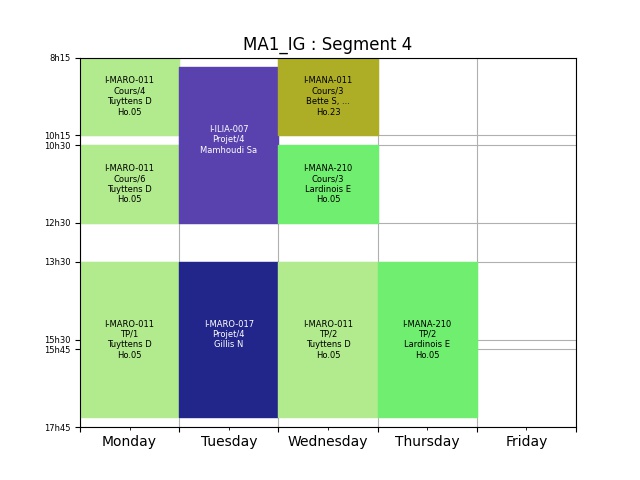 MA1_IG : Segment 4
8h15
10h15
10h30
12h30
13h30
15h30
15h45
17h45
I-MARO-011
Cours/4
Tuyttens D
Ho.05
I-MARO-011
Cours/6
Tuyttens D
Ho.05
I-MARO-011
TP/1
Tuyttens D
Ho.05
I-ILIA-007
Projet/4
Mamhoudi Sa
I-MARO-017
Projet/4
Gillis N
I-MANA-011
Cours/3
Bette S, ...
Ho.23
I-MANA-210
Cours/3
Lardinois E
Ho.05
I-MARO-011
TP/2
Tuyttens D
Ho.05
I-MANA-210
TP/2
Lardinois E
Ho.05
Monday
Tuesday
Wednesday
Thursday
Friday